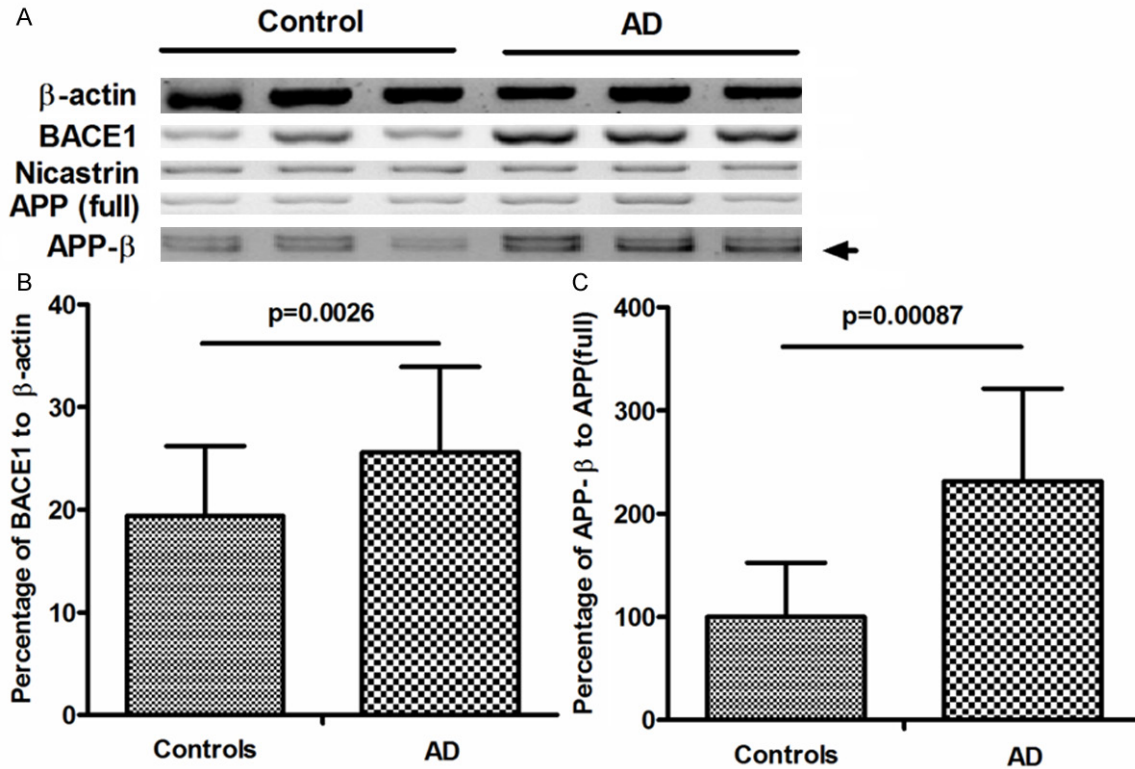 A
Control
AD
β-actin
BACE1
Nicastrin
APP (full)
APP-β
B
Percentage of BACE1 to β-actin
40
30
20
10
0
p=0.0026
Controls
AD
C
Percentage of APP- β to APP(full)
400
300
200
100
0
p=0.00087
Controls
AD